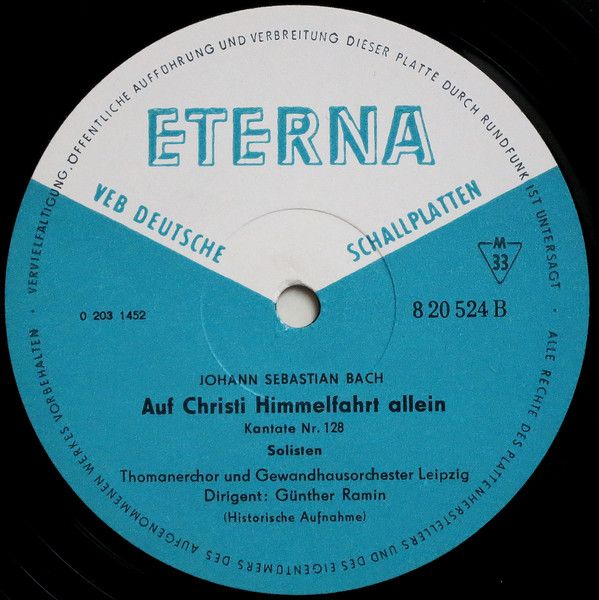 ALLE RECHTE DES PLATTENHERSTELLERS UND DES EIGENTÜMERS DES AUFGENOMMENEN WERKES VORBEHALTEN · VERVIELFÄLTIGUNG, ÖFFENTLICHE AUFFÜHRUNG UND VERBREITUNG DIESER PLATTE DURCH RUNDFUNK IST UNTERSAGT ·
ETERNA
VEB DEUTSCHE SCHALLPLATTEN
M
33
0 203 1452
8 20 524 B
JOHANN SEBASTIAN BACH
Auf Christi Himmelfahrt allein
Kantate Nr. 128
Solisten
Thomanerchor und Gewandhausorchester Leipzig
Dirigent: Günther Ramin
(Historische Aufnahme)